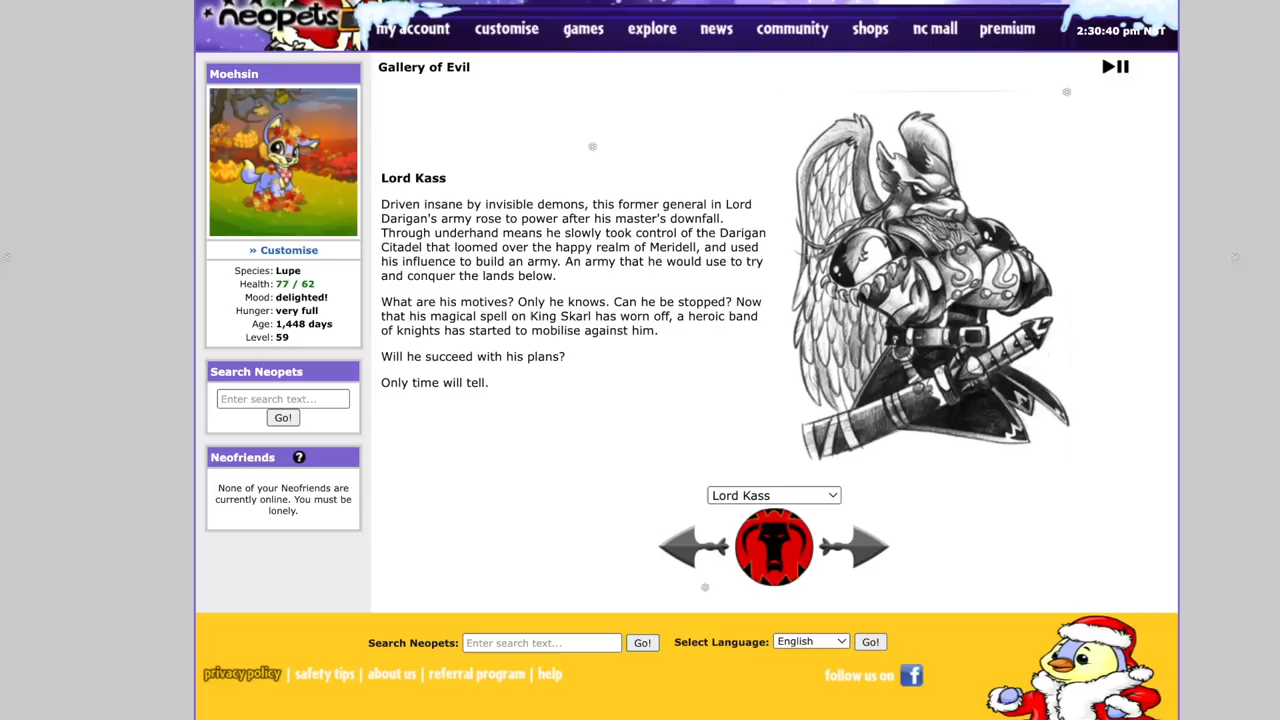 neopets
my account customise games explore news community shops nc mall premium
2:30:40 pm NST
Moehsin
» Customise
Species: Lupe
Health: 77 / 62
Mood: delighted!
Hunger: very full
Age: 1,448 days
Level: 59
Search Neopets
Enter search text...
Go!
Neofriends ?
None of your Neofriends are
currently online. You must be
lonely.
Gallery of Evil
Lord Kass
Driven insane by invisible demons, this former general in Lord
Darigan's army rose to power after his master's downfall.
Through underhand means he slowly took control of the Darigan
Citadel that loomed over the happy realm of Meridell, and used
his influence to build an army. An army that he would use to try
and conquer the lands below.
What are his motives? Only he knows. Can he be stopped? Now
that his magical spell on King Skarl has worn off, a heroic band
of knights has started to mobilise against him.
Will he succeed with his plans?
Only time will tell.
Lord Kass
Search Neopets: Enter search text... Go! Select Language: English Go!
privacy policy | safety tips | about us | referral program | help
follow us on f